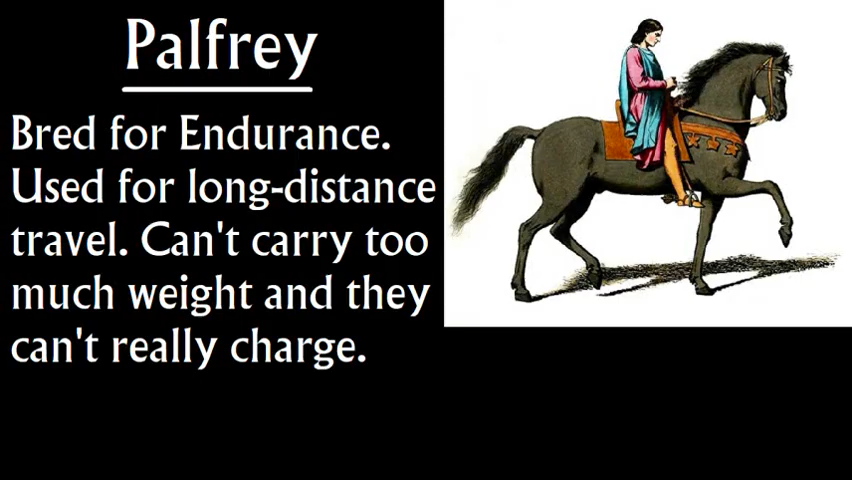 Palfrey
Bred for Endurance.
Used for long-distance
travel. Can't carry too
much weight and they
can't really charge.